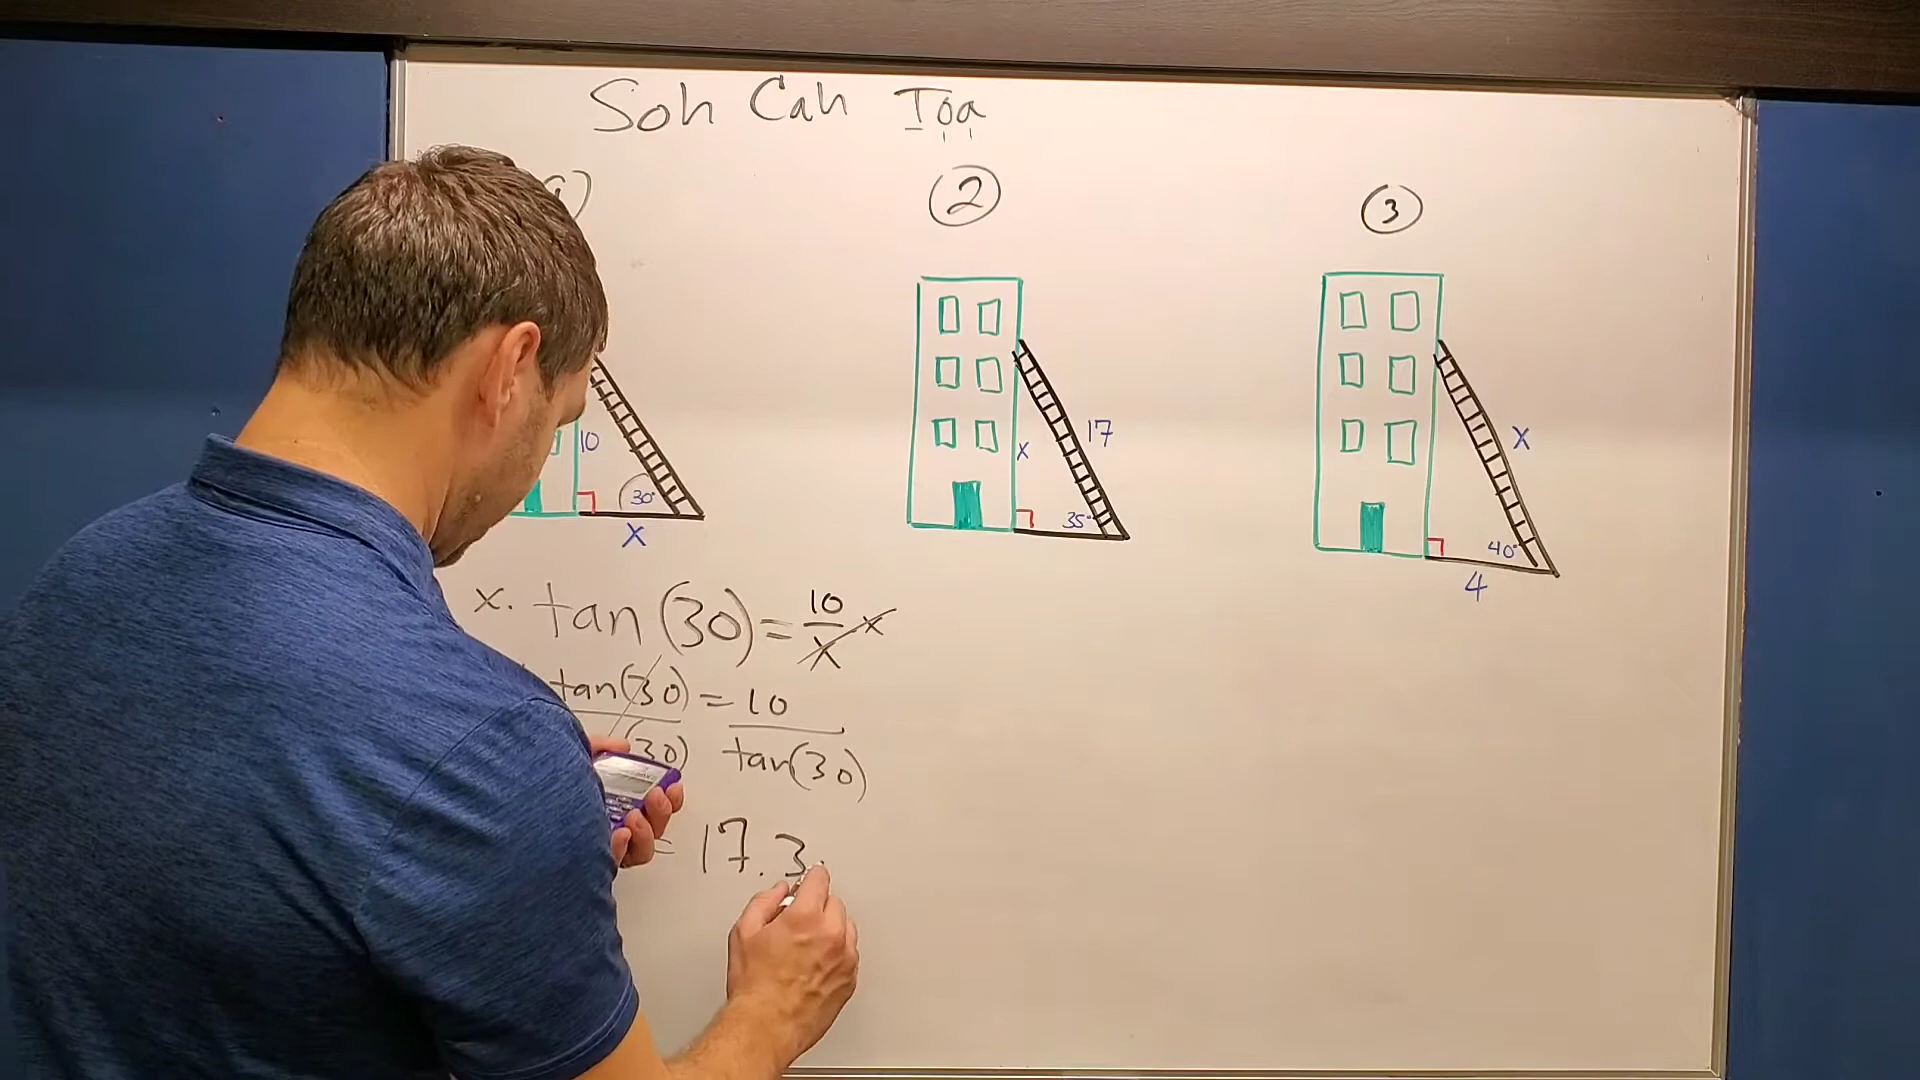 Soh Cah Toa
2
3
10
30°
x
x
17
35°
x
40°
4
x. tan (30) = 10/x · x
tan(30) = 10
(30) tan(30)
= 17.3